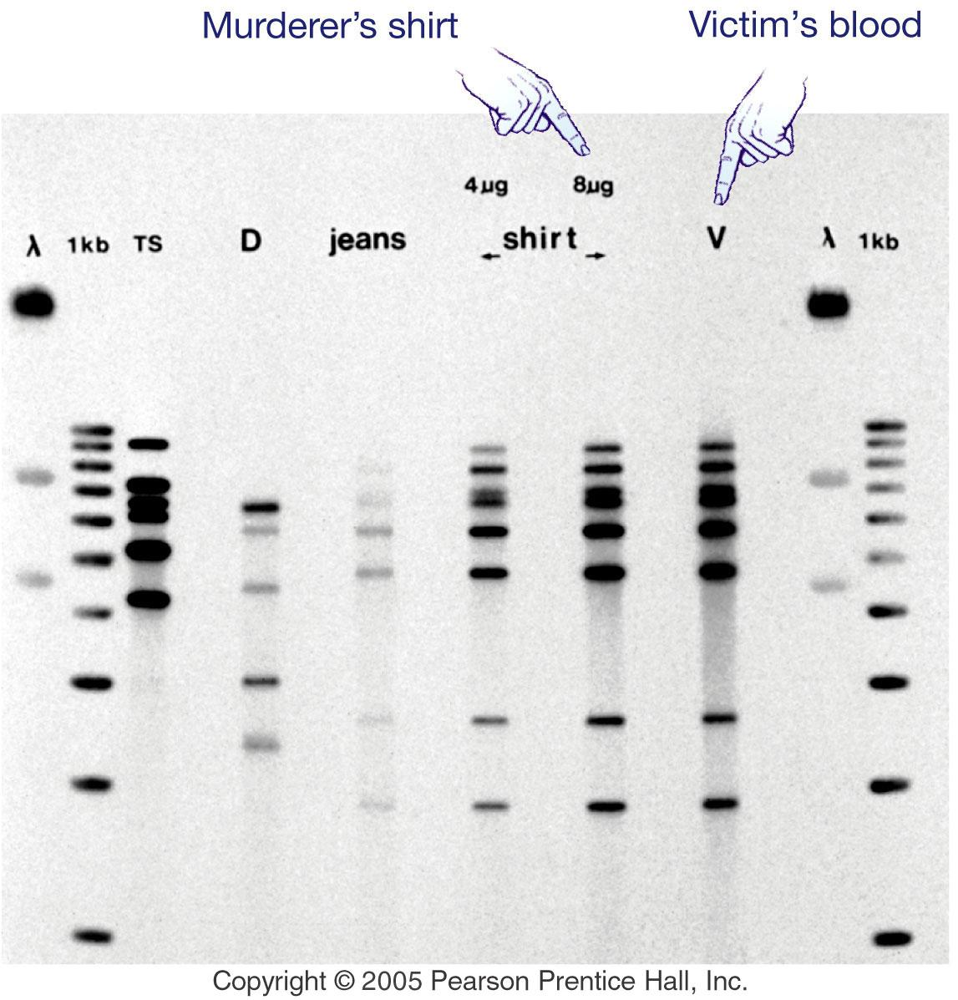 Murderer's shirt Victim's blood
4µg 8µg
λ 1kb TS D jeans shirt V λ 1kb
Copyright © 2005 Pearson Prentice Hall, Inc.